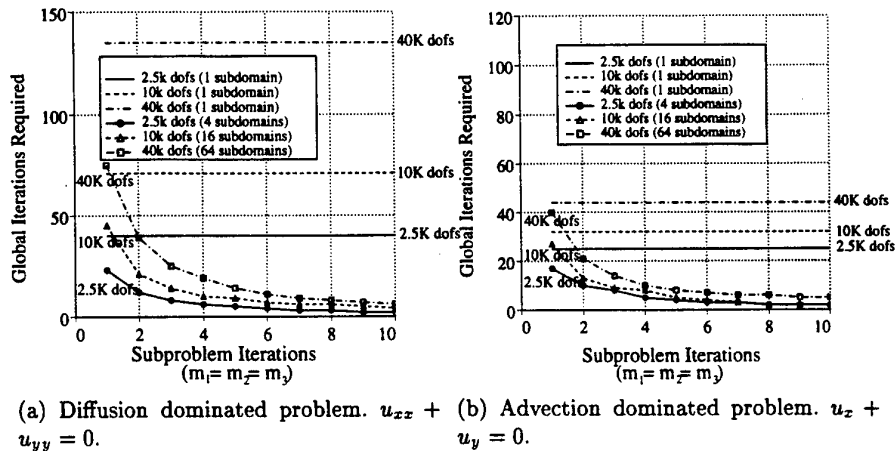 150
100
50
0
0
2
4
6
8
10
Global Iterations Required
Subproblem Iterations
(m₁= m₂= m₃)
2.5k dofs (1 subdomain)
10k dofs (1 subdomain)
40k dofs (1 subdomain)
2.5k dofs (4 subdomains)
10k dofs (16 subdomains)
40k dofs (64 subdomains)
40K dofs
10K dofs
2.5K dofs
40K dofs
10K dofs
2.5K dofs
(a) Diffusion dominated problem. uₓₓ +
u_yy = 0.
120
100
80
60
40
20
0
0
2
4
6
8
10
Global Iterations Required
Subproblem Iterations
(m₁= m₂= m₃)
2.5k dofs (1 subdomain)
10k dofs (1 subdomain)
40k dofs (1 subdomain)
2.5k dofs (4 subdomains)
10k dofs (16 subdomains)
40k dofs (64 subdomains)
40K dofs
10K dofs
2.5K dofs
40K dofs
10K dofs
2.5K dofs
(b) Advection dominated problem. uₓ +
u_y = 0.